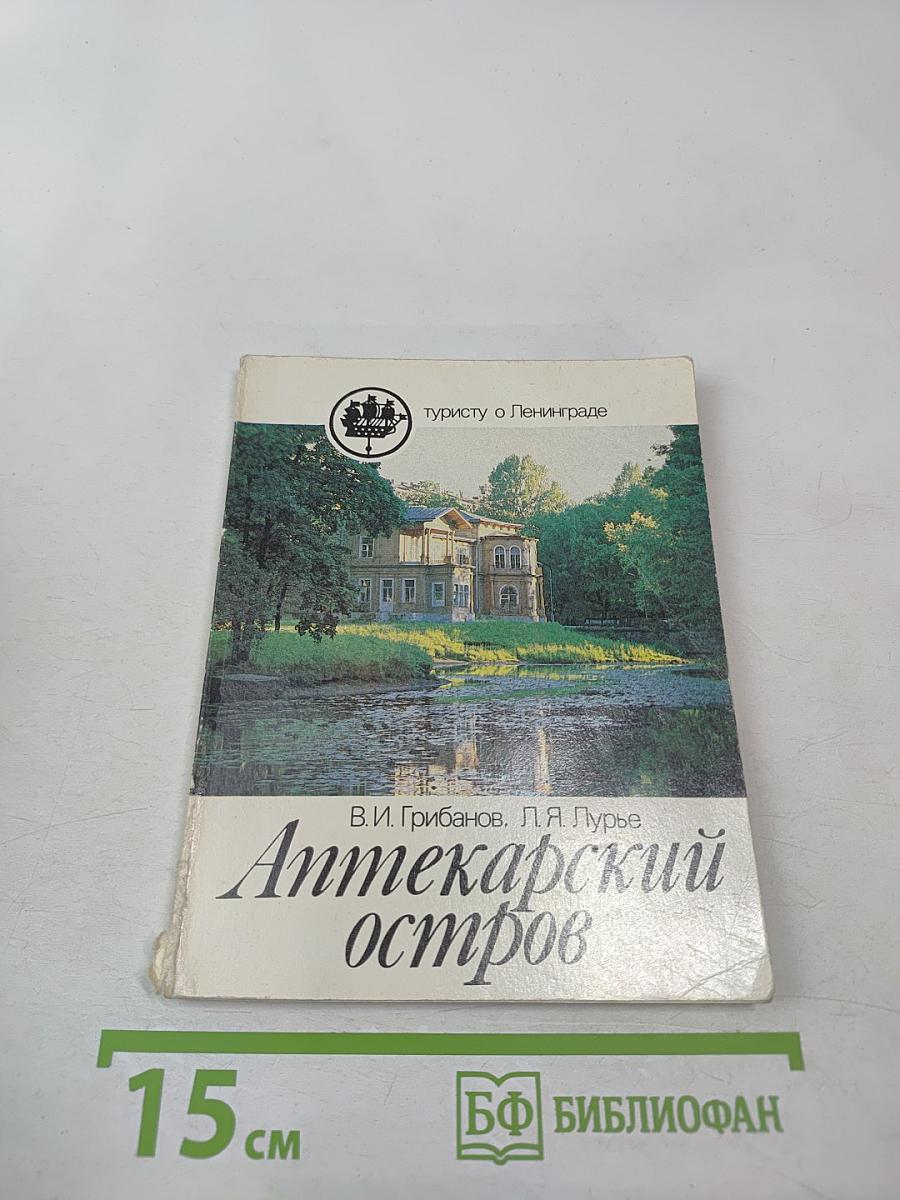 туристу о Ленинграде
В. И. Грибанов, Л. Я. Лурье
Аптекарский
остров
15 см
БФ БИБЛИОФАН